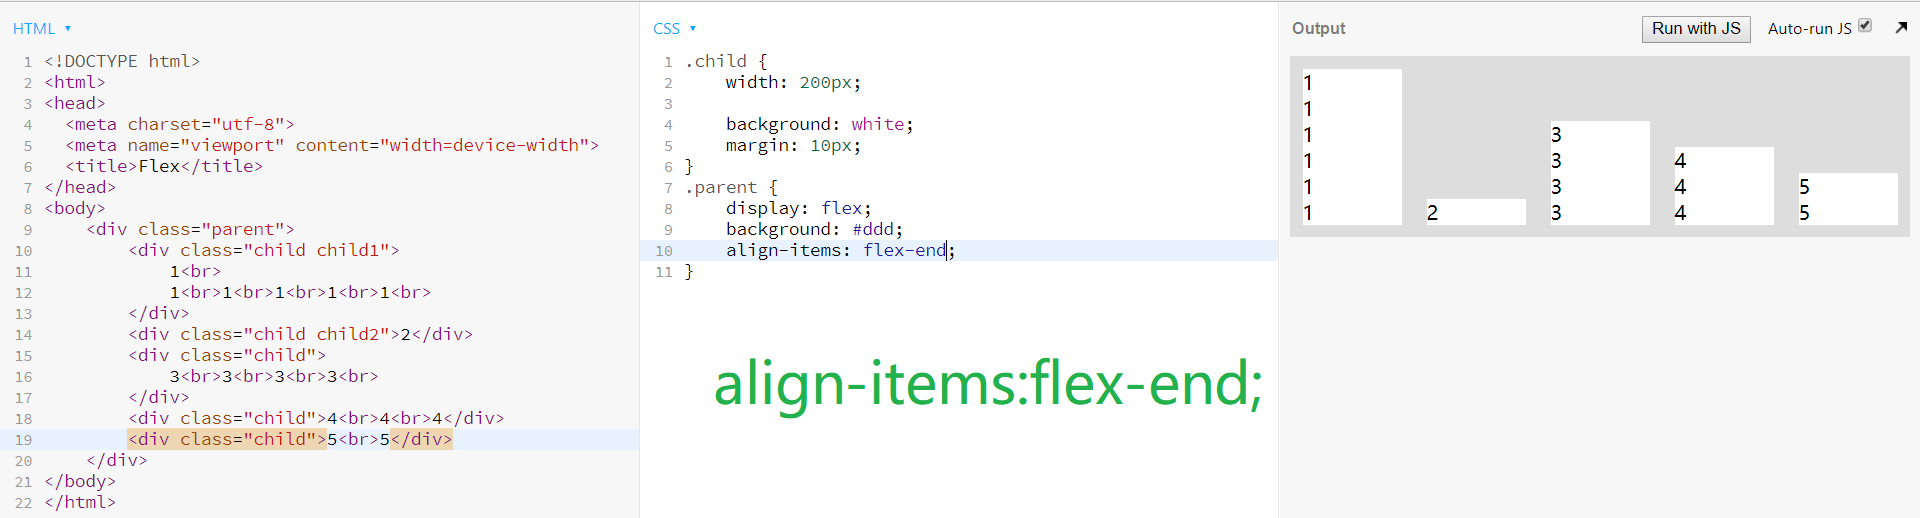 HTML ▾
1 <!DOCTYPE html>
2 <html>
3 <head>
4 <meta charset="utf-8">
5 <meta name="viewport" content="width=device-width">
6 <title>Flex</title>
7 </head>
8 <body>
9 <div class="parent">
10 <div class="child child1">
11 1<br>
12 1<br>1<br>1<br>1<br>1<br>
13 </div>
14 <div class="child child2">2</div>
15 <div class="child">
16 3<br>3<br>3<br>3<br>
17 </div>
18 <div class="child">4<br>4<br>4</div>
19 <div class="child">5<br>5</div>
20 </div>
21 </body>
22 </html>
CSS ▾
1 .child {
2 width: 200px;
3
4 background: white;
5 margin: 10px;
6 }
7 .parent {
8 display: flex;
9 background: #ddd;
10 align-items: flex-end;
11 }
align-items:flex-end;
Output Run with JS Auto-run JS
1
1
1 3
1 3 4
1 3 4 5
1 2 3 4 5